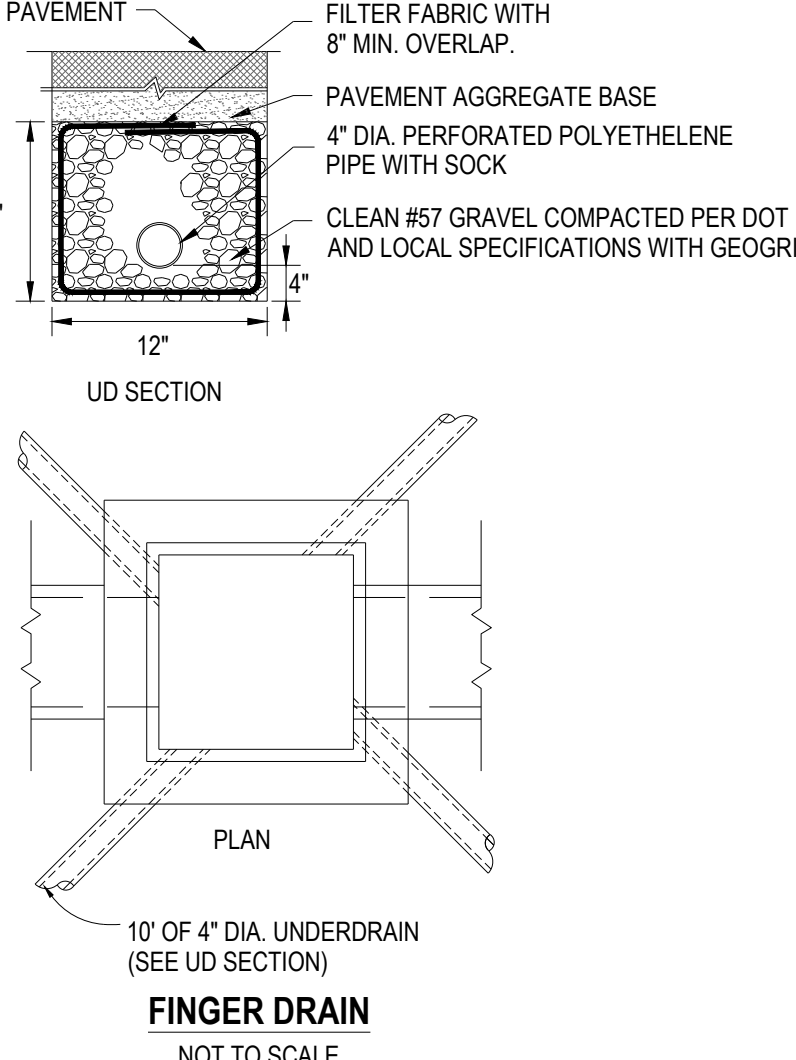 PAVEMENT
FILTER FABRIC WITH
8" MIN. OVERLAP.
PAVEMENT AGGREGATE BASE
4" DIA. PERFORATED POLYETHELENE
PIPE WITH SOCK
CLEAN #57 GRAVEL COMPACTED PER DOT
AND LOCAL SPECIFICATIONS WITH
4"
12"
UD SECTION
PLAN
10' OF 4" DIA. UNDERDRAIN
(SEE UD SECTION)
FINGER DRAIN
NOT TO SCALE